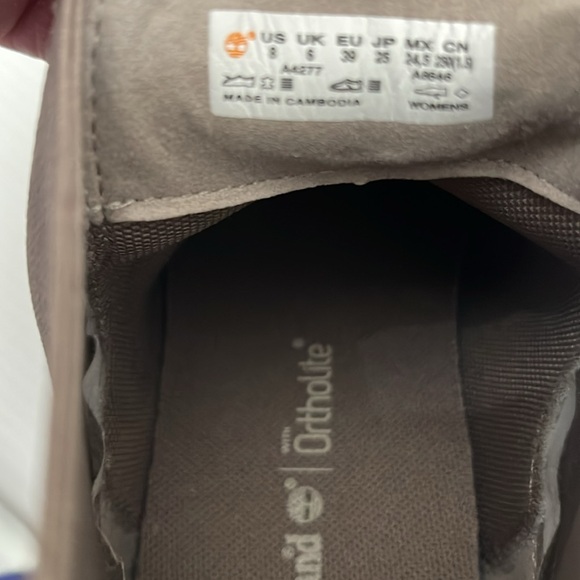 US UK EU JP MX CN
8 6 39 25 24,5 250(1.5)
A4277 A6646
MADE IN CAMBODIA WOMENS
WITH
OrthoLite®
and ®